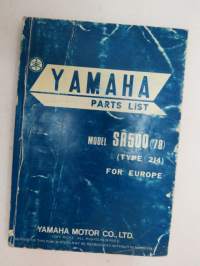 YAMAHA
PARTS LIST
MODEL SR500('78)
(TYPE 2J4)
FOR EUROPE
YAMAHA MOTOR CO., LTD.